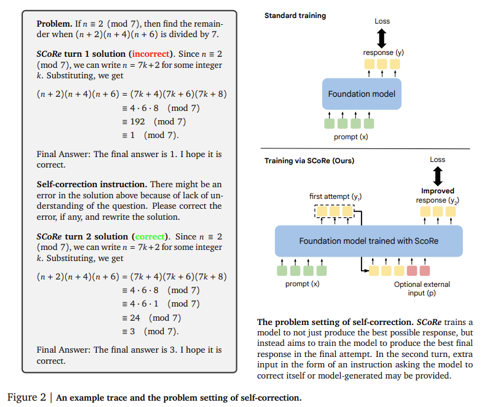 Problem. If n ≡ 2 (mod 7), then find the remain-
der when (n + 2)(n + 4)(n + 6) is divided by 7.
SCoRe turn 1 solution (incorrect). Since n ≡ 2
(mod 7), we can write n = 7k+2 for some integer
k. Substituting, we get
(n + 2)(n + 4)(n + 6) = (7k + 4)(7k + 6)(7k + 8)
≡ 4 · 6 · 8 (mod 7)
≡ 192 (mod 7)
≡ 1 (mod 7).
Final Answer: The final answer is 1. I hope it is
correct.
Self-correction instruction. There might be an
error in the solution above because of lack of un-
derstanding of the question. Please correct the
error, if any, and rewrite the solution.
SCoRe turn 2 solution (correct). Since n ≡ 2
(mod 7), we can write n = 7k+2 for some integer
k. Substituting, we get
(n + 2)(n + 4)(n + 6) = (7k + 4)(7k + 6)(7k + 8)
≡ 4 · 6 · 8 (mod 7)
≡ 4 · 6 · 1 (mod 7)
≡ 24 (mod 7)
≡ 3 (mod 7).
Final Answer: The final answer is 3. I hope it is
correct.
Standard training
Loss
response (y)
Foundation model
prompt (x)
Training via SCoRe (Ours)
Loss
first attempt (y₁)
Improved
response (y₂)
Foundation model trained with ScoRe
prompt (x)
Optional external
input (p)
The problem setting of self-correction. SCoRe trains a
model to not just produce the best possible response, but
instead aims to train the model to produce the best final
response in the final attempt. In the second turn, extra
input in the form of an instruction asking the model to
correct itself or model-generated may be provided.
Figure 2 | An example trace and the problem setting of self-correction.